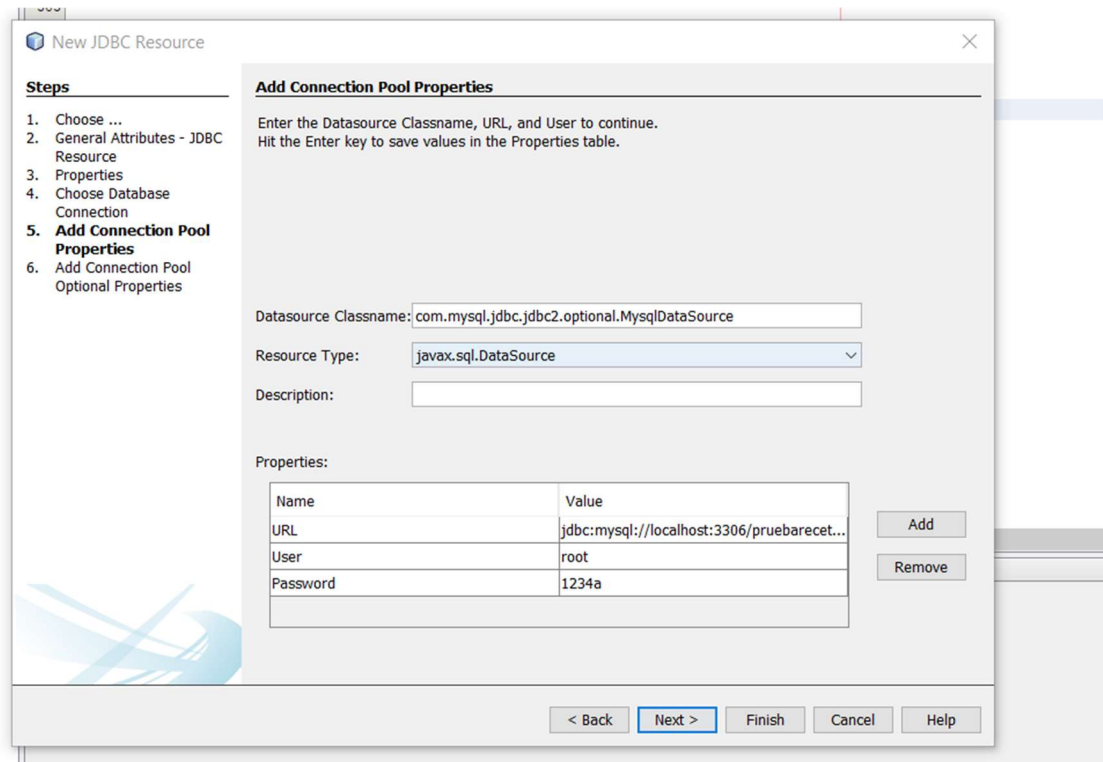 New JDBC Resource
Steps
1. Choose ...
2. General Attributes - JDBC
Resource
3. Properties
4. Choose Database
Connection
5. Add Connection Pool
Properties
6. Add Connection Pool
Optional Properties
Add Connection Pool Properties
Enter the Datasource Classname, URL, and User to continue.
Hit the Enter key to save values in the Properties table.
Datasource Classname: com.mysql.jdbc.jdbc2.optional.MysqlDataSource
Resource Type: javax.sql.DataSource
Description:
Properties:
Name Value
URL jdbc:mysql://localhost:3306/pruebarecet...
User root
Password 1234a
Add
Remove
< Back Next > Finish Cancel Help